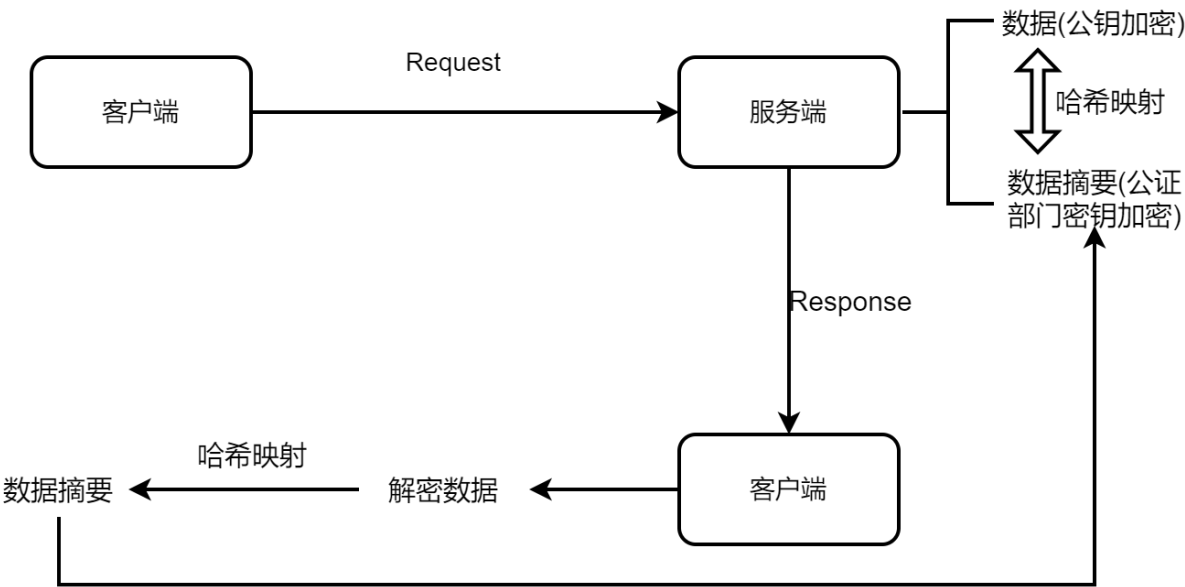 数据(公钥加密)
Request
客户端
服务端
哈希映射
数据摘要(公证
部门密钥加密)
Response
哈希映射
数据摘要
解密数据
客户端